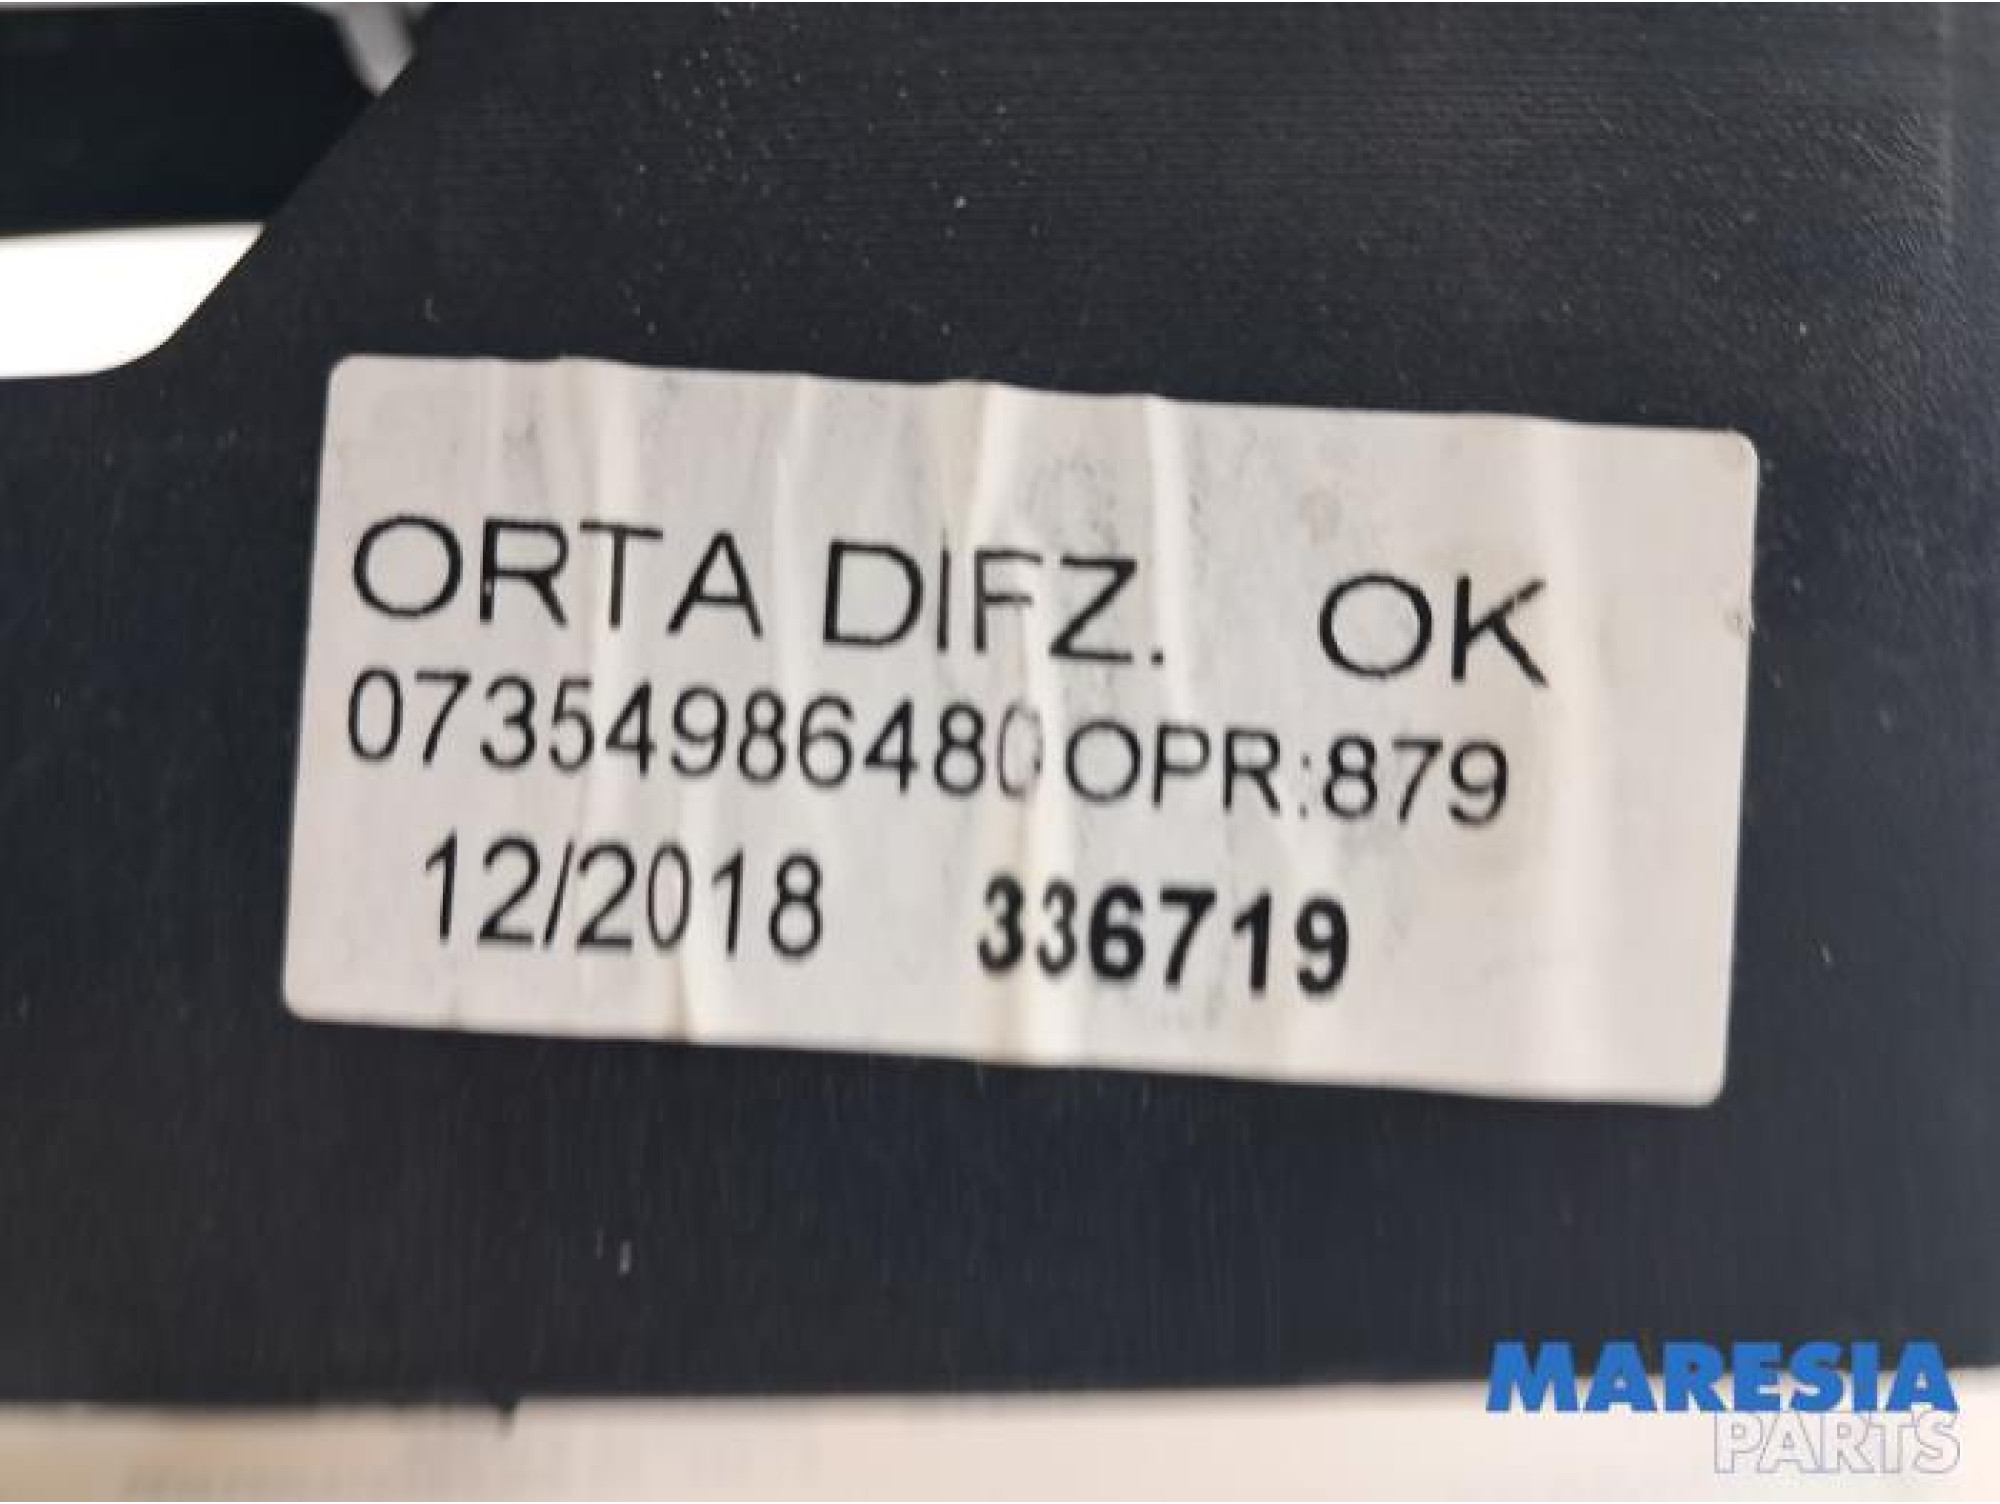 ORTA DIFZ. OK
07354986480 OPR:879
12/2018 336719
MARESIA
PARTS